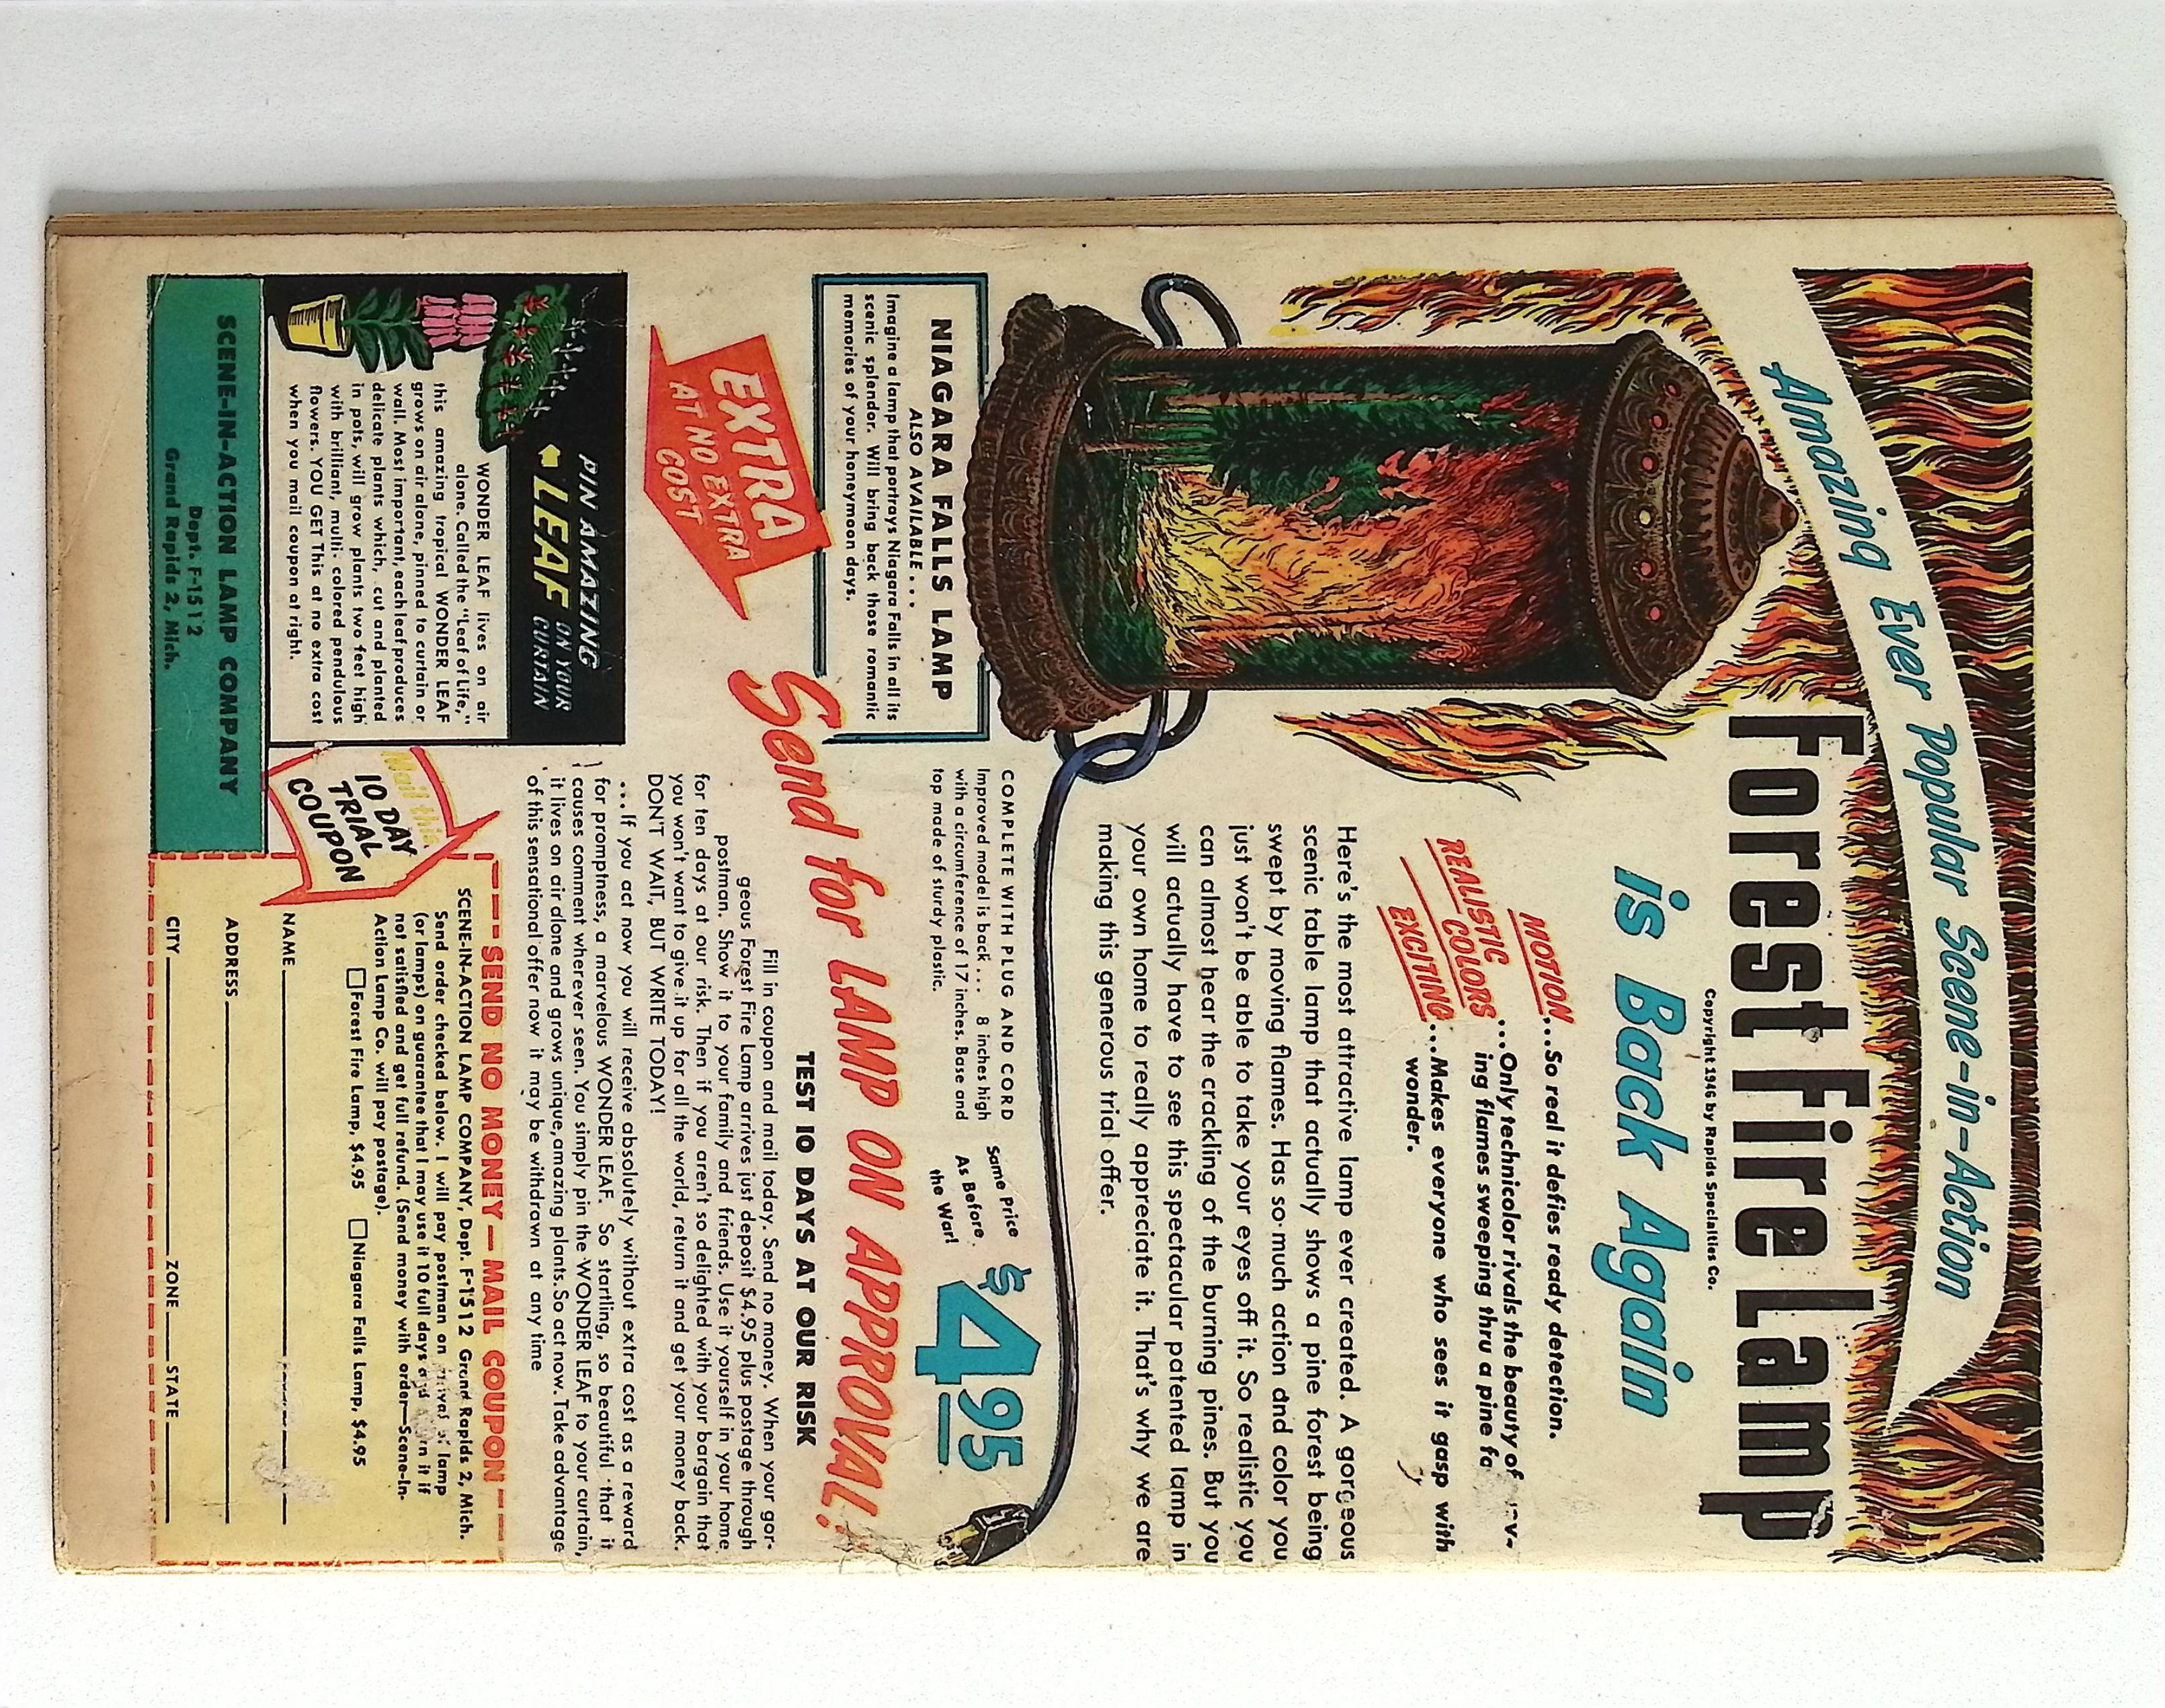 Amazing Ever Popular Scene-in-Action
Forest Fire Lamp
Copyright 1946 by Rapids Specialties Co.
is Back Again
MOTION...So real it defies ready detection.
REALISTIC COLORS...Only technicolor rivals the beauty of
ing flames sweeping thru a pine
EXCITING...Makes everyone who sees it gasp with
wonder.
Here's the most attractive lamp ever created. A gorgeous
scenic table lamp that actually shows a pine forest being
swept by moving flames. Has so much action and color you
just won't be able to take your eyes off it. So realistic you
can almost hear the crackling of the burning pines. But you
will actually have to see this spectacular patented lamp in
your own home to really appreciate it. That's why we are
making this generous trial offer.
COMPLETE WITH PLUG AND CORD
Improved model is back... 8 inches high
with a circumference of 17 inches. Base and
top made of sturdy plastic.
Same Price
As Before
the War!
$4.95
NIAGARA FALLS LAMP
ALSO AVAILABLE...
Imagine a lamp that portrays Niagara Falls in all its
scenic splendor. Will bring back those romantic
memories of your honeymoon days.
EXTRA
AT NO EXTRA
COST
Send for LAMP ON APPROVAL!
TEST 10 DAYS AT OUR RISK
Fill in coupon and mail today. Send no money. When your gor-
geous Forest Fire Lamp arrives just deposit $4.95 plus postage through
postman. Show it to your family and friends. Use it yourself in your home
for ten days at our risk. Then if you aren't so delighted with your bargain that
you won't want to give it up for all the world, return it and get your money back.
DON'T WAIT, BUT WRITE TODAY!
...If you act now you will receive absolutely without extra cost as a reward
for promptness, a marvelous WONDER LEAF. So startling, so beautiful that it
causes comment wherever seen. You simply pin the WONDER LEAF to your curtain,
it lives on air alone and grows unique, amazing plants. So act now. Take advantage
of this sensational offer now it may be withdrawn at any time
PIN AMAZING
LEAF ON YOUR
CURTAIN
WONDER LEAF lives on air
alone. Called the "Leaf of Life,"
this amazing tropical WONDER LEAF
grows on air alone, pinned to curtain or
wall. Most important, each leaf produces
delicate plants which, cut and planted
in pots, will grow plants two feet high
with brilliant, multi-colored pendulous
flowers. YOU GET This at no extra cost
when you mail coupon at right.
SCENE-IN-ACTION LAMP COMPANY
Dept. F-1512
Grand Rapids 2, Mich.
Mail this
10 DAY
TRIAL
COUPON
SEND NO MONEY—MAIL COUPON
SCENE-IN-ACTION LAMP COMPANY, Dept. F-1512 Grand Rapids 2, Mich.
Send order checked below. I will pay postman on arrival of lamp
(or lamps) on guarantee that I may use it 10 full days and return it if
not satisfied and get full refund. (Send money with order—Scene-In-
Action Lamp Co. will pay postage).
Forest Fire Lamp, $4.95 Niagara Falls Lamp, $4.95
NAME
ADDRESS
CITY ZONE STATE